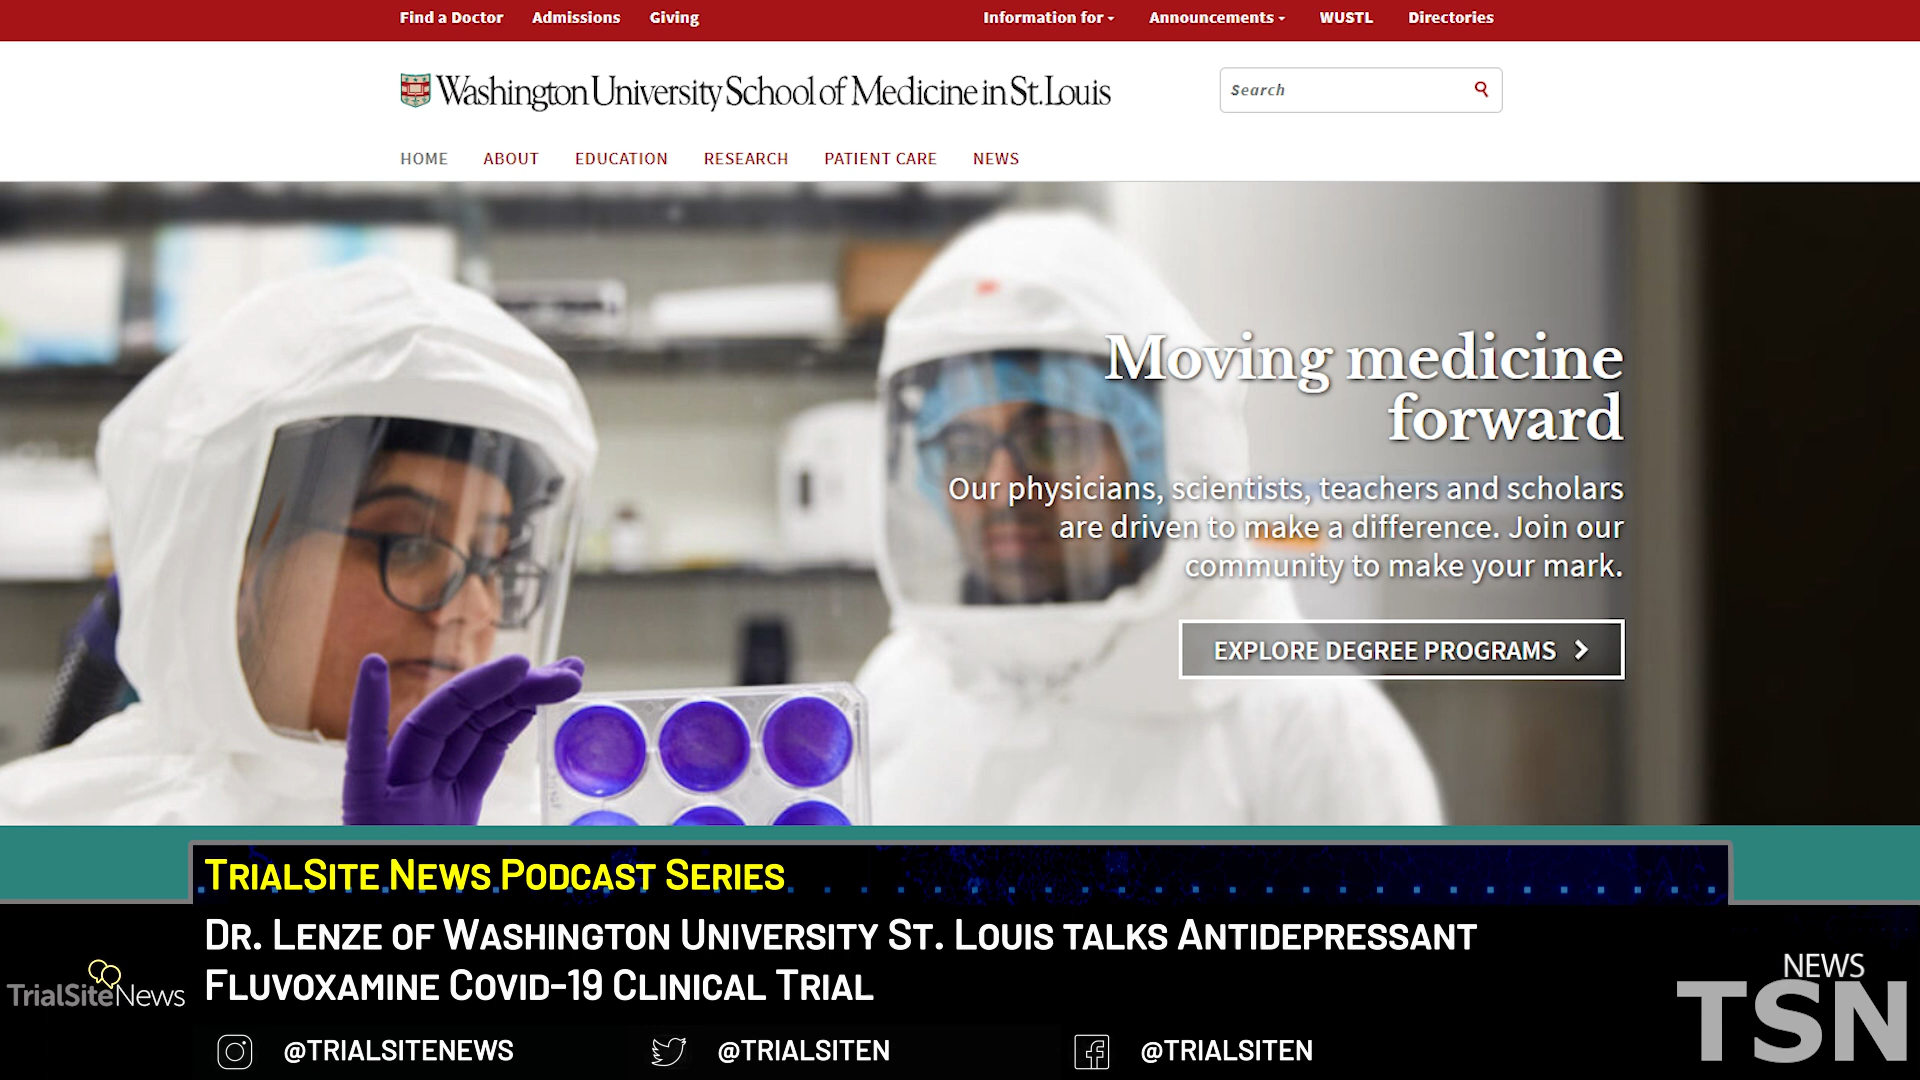 Find a Doctor Admissions Giving Information for Announcements WUSTL Directories
Washington University School of Medicine in St. Louis
Search
HOME ABOUT EDUCATION RESEARCH PATIENT CARE NEWS
Moving medicine
forward
Our physicians, scientists, teachers and scholars
are driven to make a difference. Join our
community to make your mark.
EXPLORE DEGREE PROGRAMS
TrialSite News Podcast Series
Dr. Lenze of Washington University St. Louis talks Antidepressant
Fluvoxamine Covid-19 Clinical Trial
TrialSiteNews
NEWS
TSN
@TRIALSITENEWS @TRIALSITEN @TRIALSITEN